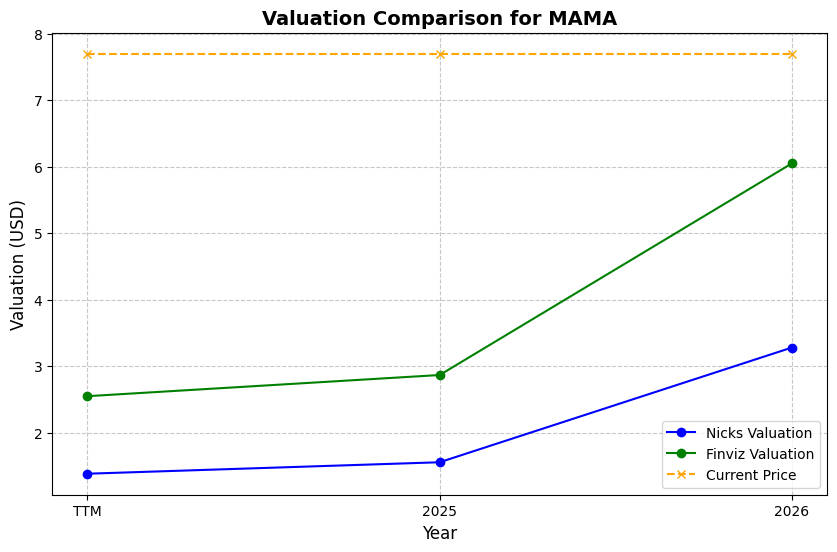 Valuation Comparison for MAMA
Valuation (USD)
8
7
6
5
4
3
2
TTM
2025
2026
Year
Nicks Valuation
Finviz Valuation
Current Price